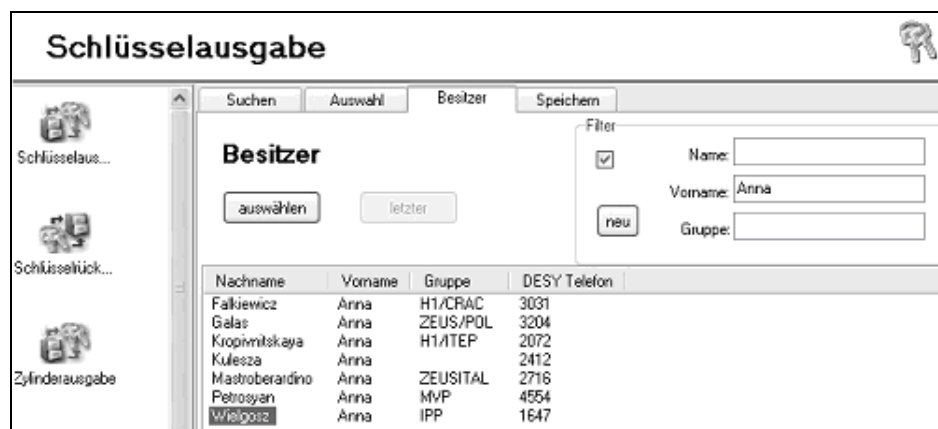 Schlüsselausgabe
Suchen Auswahl Besitzer Speichern
Filter
Besitzer
Name:
Vorname: Anna
auswählen letzter
neu
Gruppe:
Schlüsselaus...
Schlüsselrück...
Zylinderausgabe
Nachname Vorname Gruppe DESY Telefon
Falkiewicz Anna H1/CRAC 3031
Galas Anna ZEUS/POL 3204
Kropivnitskaya Anna H1/ITEP 2072
Kulesza Anna 2412
Mastroberardino Anna ZEUSITAL 2716
Petrosyan Anna MVP 4554
Wielgosz Anna IPP 1647